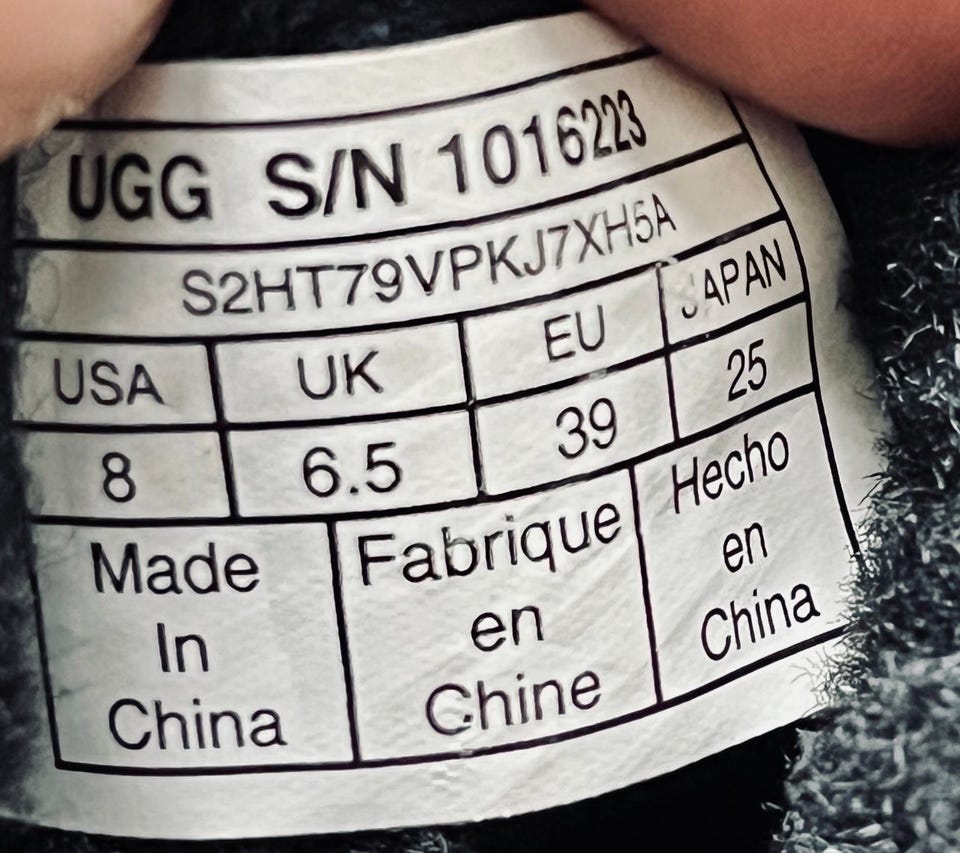 UGG S/N 1016223
S2HT79VPKJ7XH5A
USA UK EU JAPAN
8 6.5 39 25
Made In China
Fabrique en Chine
Hecho en China